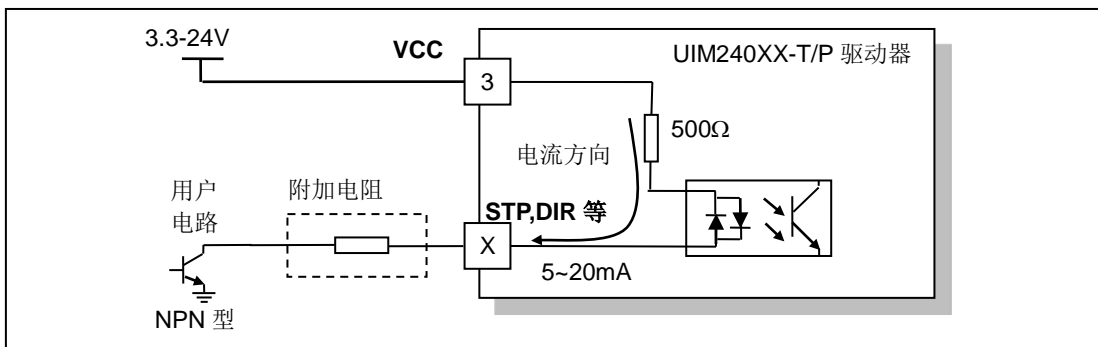 3.3-24V
VCC
UIM240XX-T/P 驱动器
3
500Ω
电流方向
用户
电路
附加电阻
STP,DIR 等
X
5~20mA
NPN 型